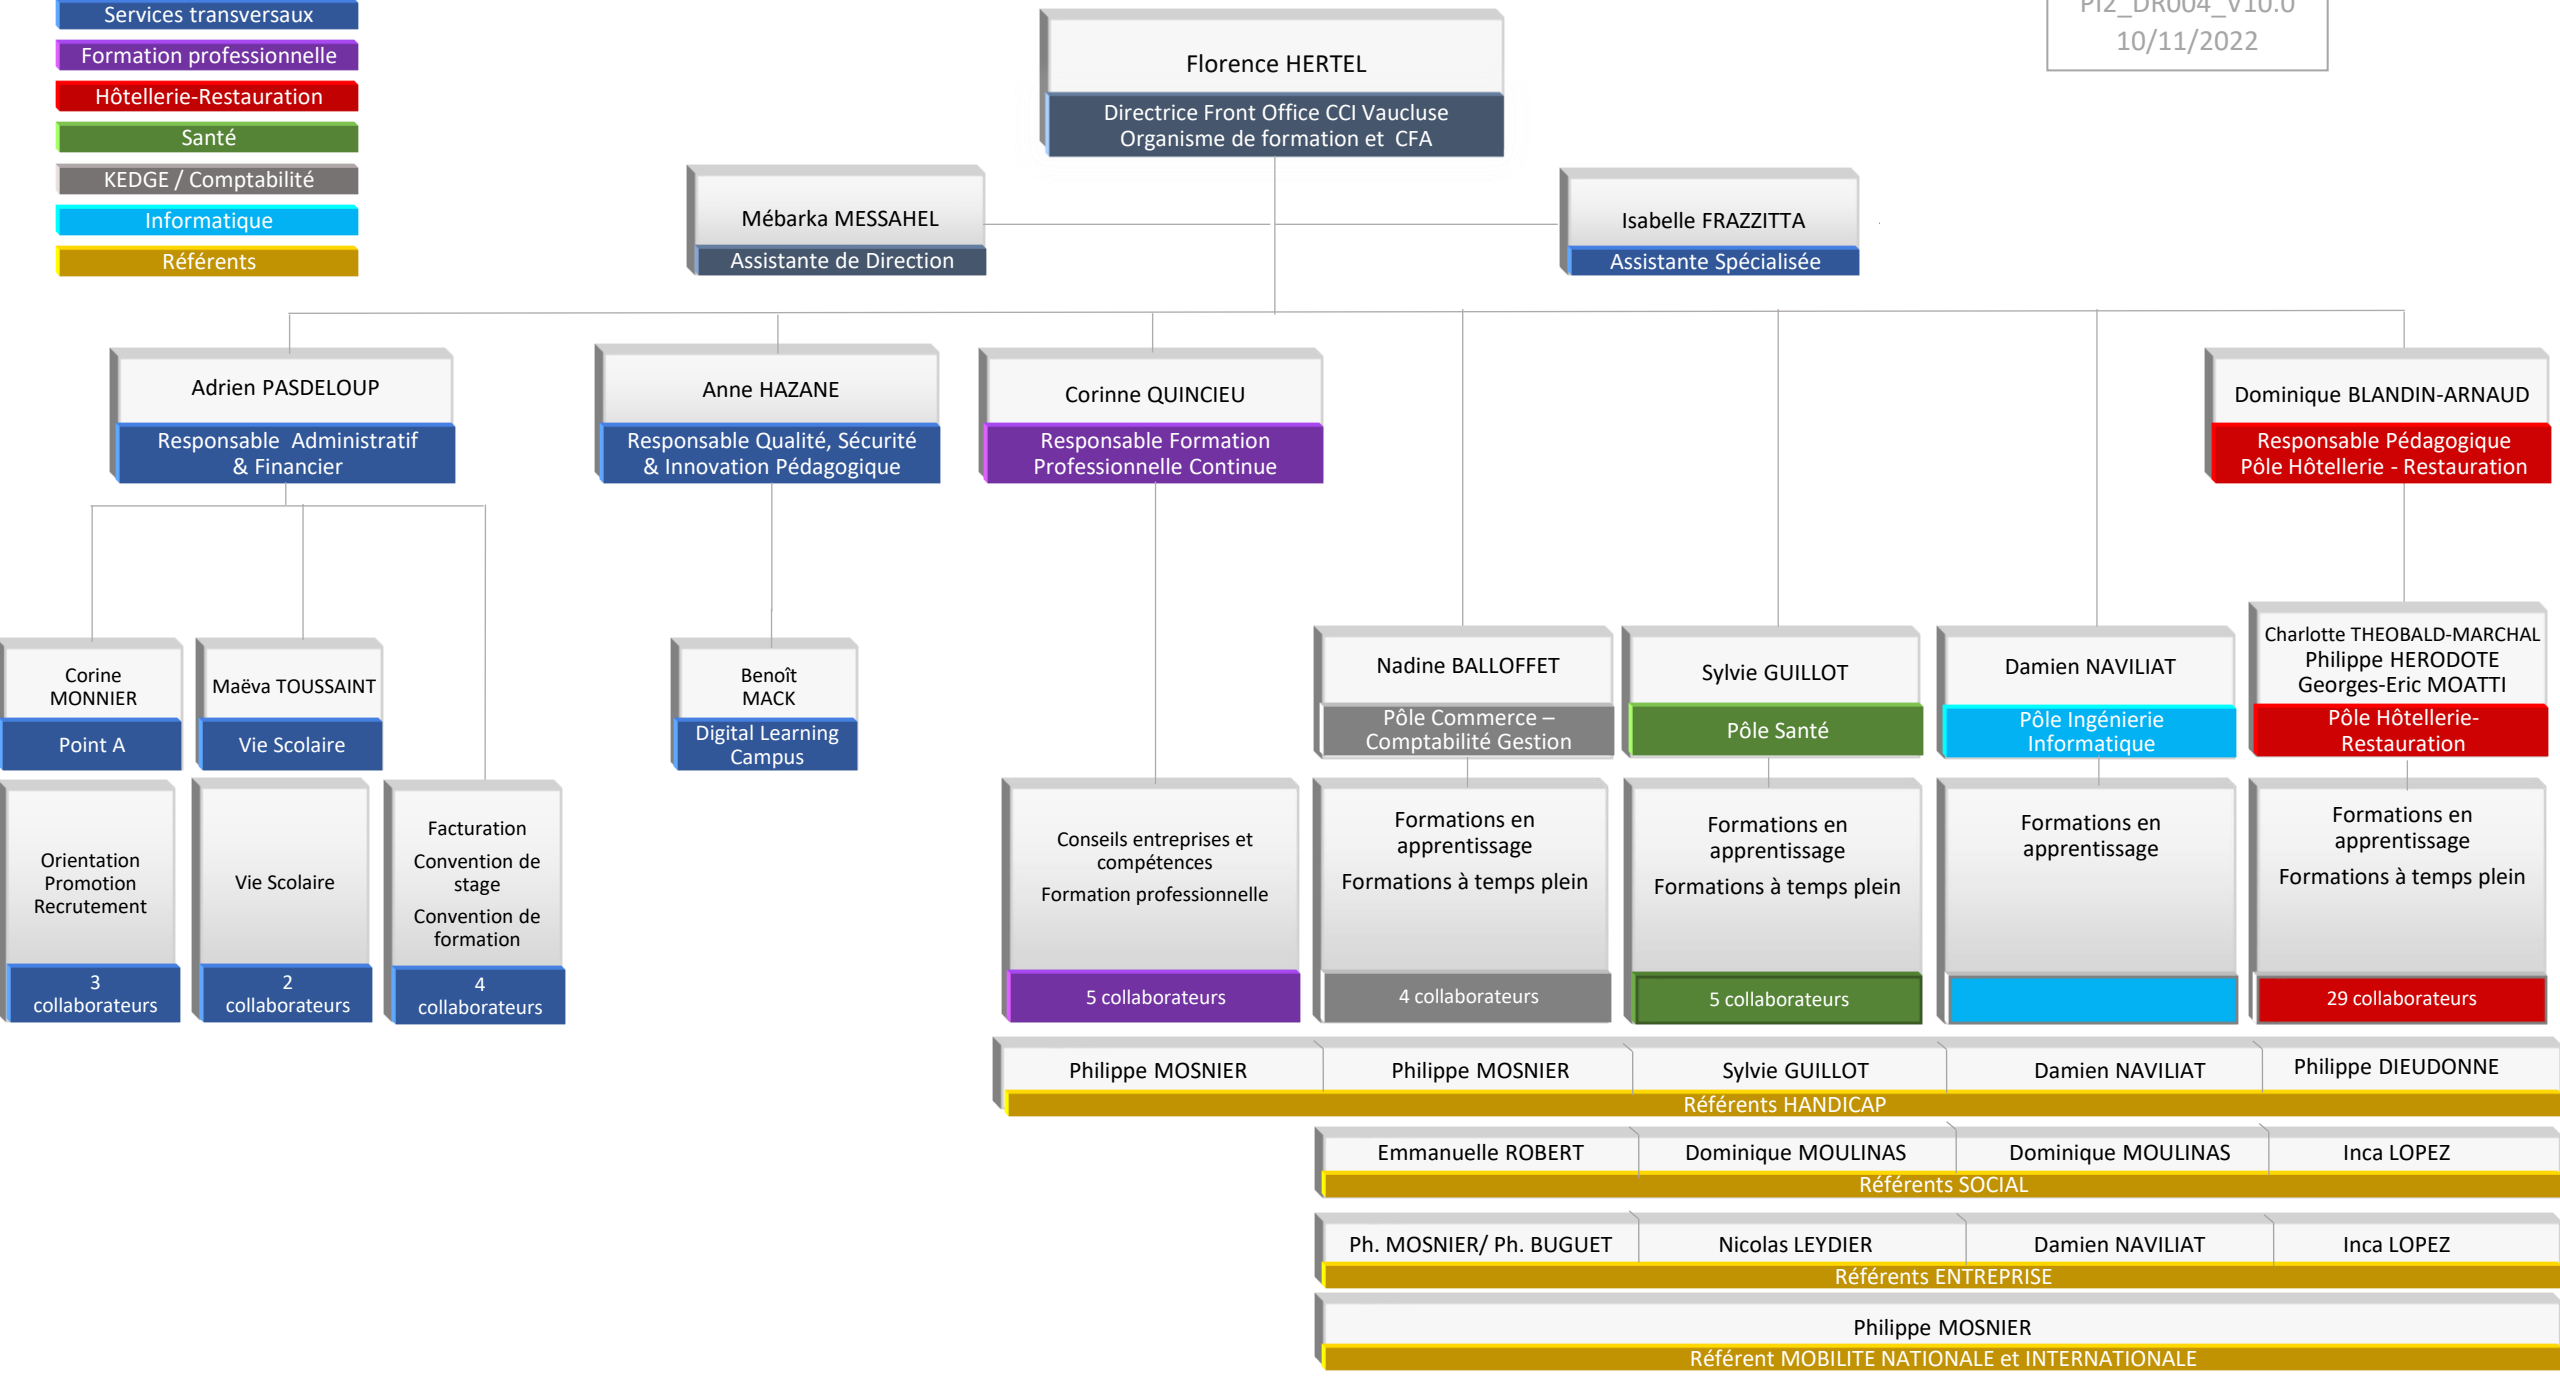 Services transversaux
Formation professionnelle
Hôtellerie-Restauration
Santé
KEDGE / Comptabilité
Informatique
Référents
PI2_DR004_V10.0
10/11/2022
Florence HERTEL
Directrice Front Office CCI Vaucluse
Organisme de formation et CFA
Mébarka MESSAHEL
Assistante de Direction
Isabelle FRAZZITTA
Assistante Spécialisée
Adrien PASDELOUP
Responsable Administratif
& Financier
Anne HAZANE
Responsable Qualité, Sécurité
& Innovation Pédagogique
Corinne QUINCIEU
Responsable Formation
Professionnelle Continue
Dominique BLANDIN-ARNAUD
Responsable Pédagogique
Pôle Hôtellerie - Restauration
Corine
MONNIER
Point A
Maëva TOUSSAINT
Vie Scolaire
Benoît
MACK
Digital Learning
Campus
Nadine BALLOFFET
Pôle Commerce –
Comptabilité Gestion
Sylvie GUILLOT
Pôle Santé
Damien NAVILIAT
Pôle Ingénierie
Informatique
Charlotte THEOBALD-MARCHAL
Philippe HERODOTE
Georges-Eric MOATTI
Pôle Hôtellerie-
Restauration
Orientation
Promotion
Recrutement
3
collaborateurs
Vie Scolaire
2
collaborateurs
Facturation
Convention de
stage
Convention de
formation
4
collaborateurs
Conseils entreprises et
compétences
Formation professionnelle
5 collaborateurs
Formations en
apprentissage
Formations à temps plein
4 collaborateurs
Formations en
apprentissage
Formations à temps plein
5 collaborateurs
Formations en
apprentissage
Formations en
apprentissage
Formations à temps plein
29 collaborateurs
Philippe MOSNIER
Philippe MOSNIER
Sylvie GUILLOT
Damien NAVILIAT
Philippe DIEUDONNE
Référents HANDICAP
Emmanuelle ROBERT
Dominique MOULINAS
Dominique MOULINAS
Inca LOPEZ
Référents SOCIAL
Ph. MOSNIER/ Ph. BUGUET
Nicolas LEYDIER
Damien NAVILIAT
Inca LOPEZ
Référents ENTREPRISE
Philippe MOSNIER
Référent MOBILITE NATIONALE et INTERNATIONALE